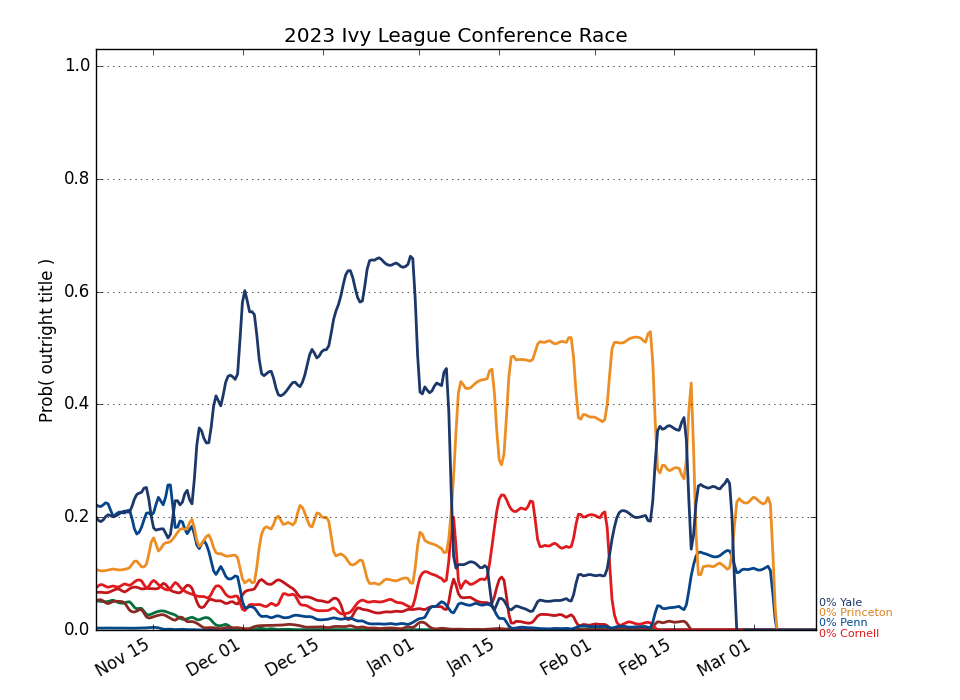 2023 Ivy League Conference Race
Prob( outright title )
1.0
0.8
0.6
0.4
0.2
0.0
Nov 15
Dec 01
Dec 15
Jan 01
Jan 15
Feb 01
Feb 15
Mar 01
0% Yale
0% Princeton
0% Penn
0% Cornell